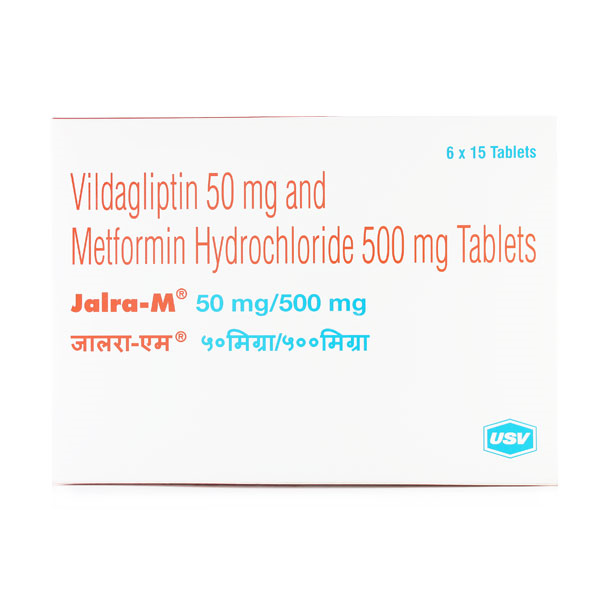 6 x 15 Tablets
Vildagliptin 50 mg and
Metformin Hydrochloride 500 mg Tablets
Jalra-M® 50 mg/500 mg
जालरा-एम® ५०मिग्रा/५००मिग्रा
USV